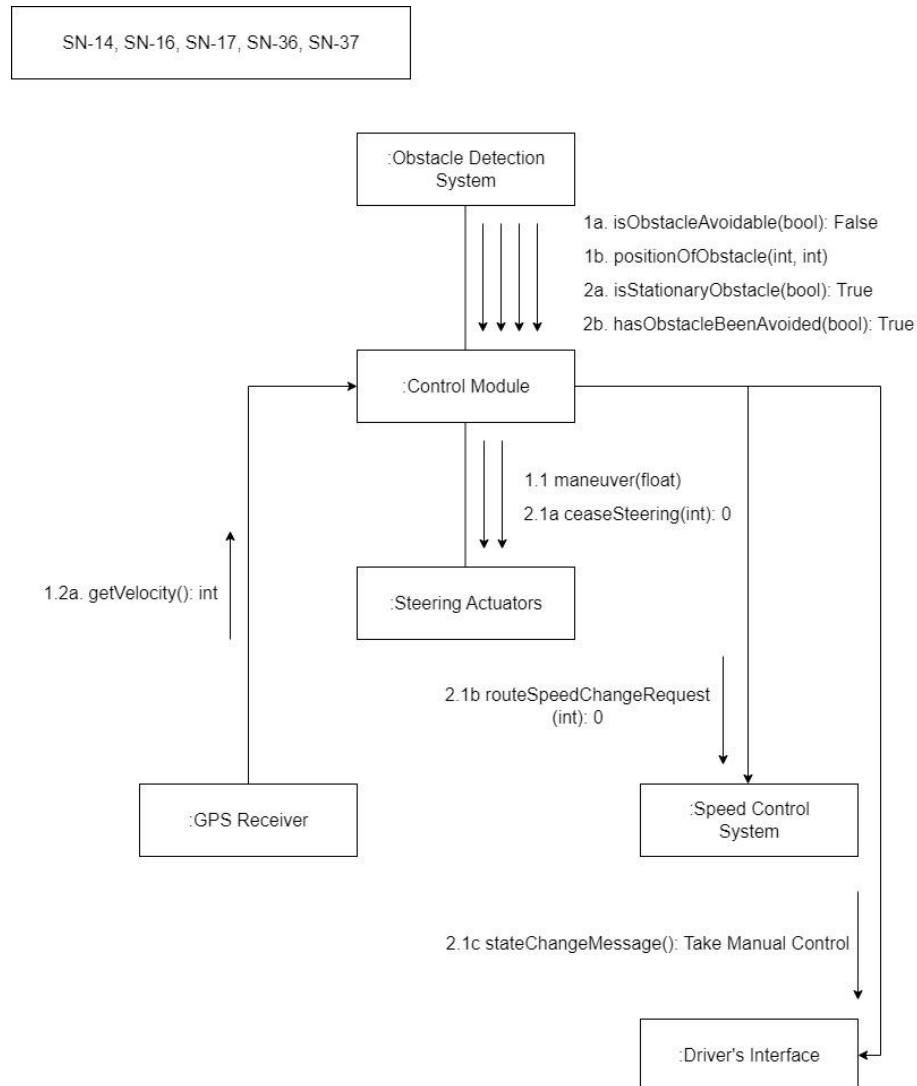 SN-14, SN-16, SN-17, SN-36, SN-37
:Obstacle Detection
System
1a. isObstacleAvoidable(bool): False
1b. positionOfObstacle(int, int)
2a. isStationaryObstacle(bool): True
2b. hasObstacleBeenAvoided(bool): True
:Control Module
1.1 maneuver(float)
2.1a ceaseSteering(int): 0
1.2a. getVelocity(): int
:Steering Actuators
2.1b routeSpeedChangeRequest
(int): 0
:GPS Receiver
:Speed Control
System
2.1c stateChangeMessage(): Take Manual Control
:Driver's Interface